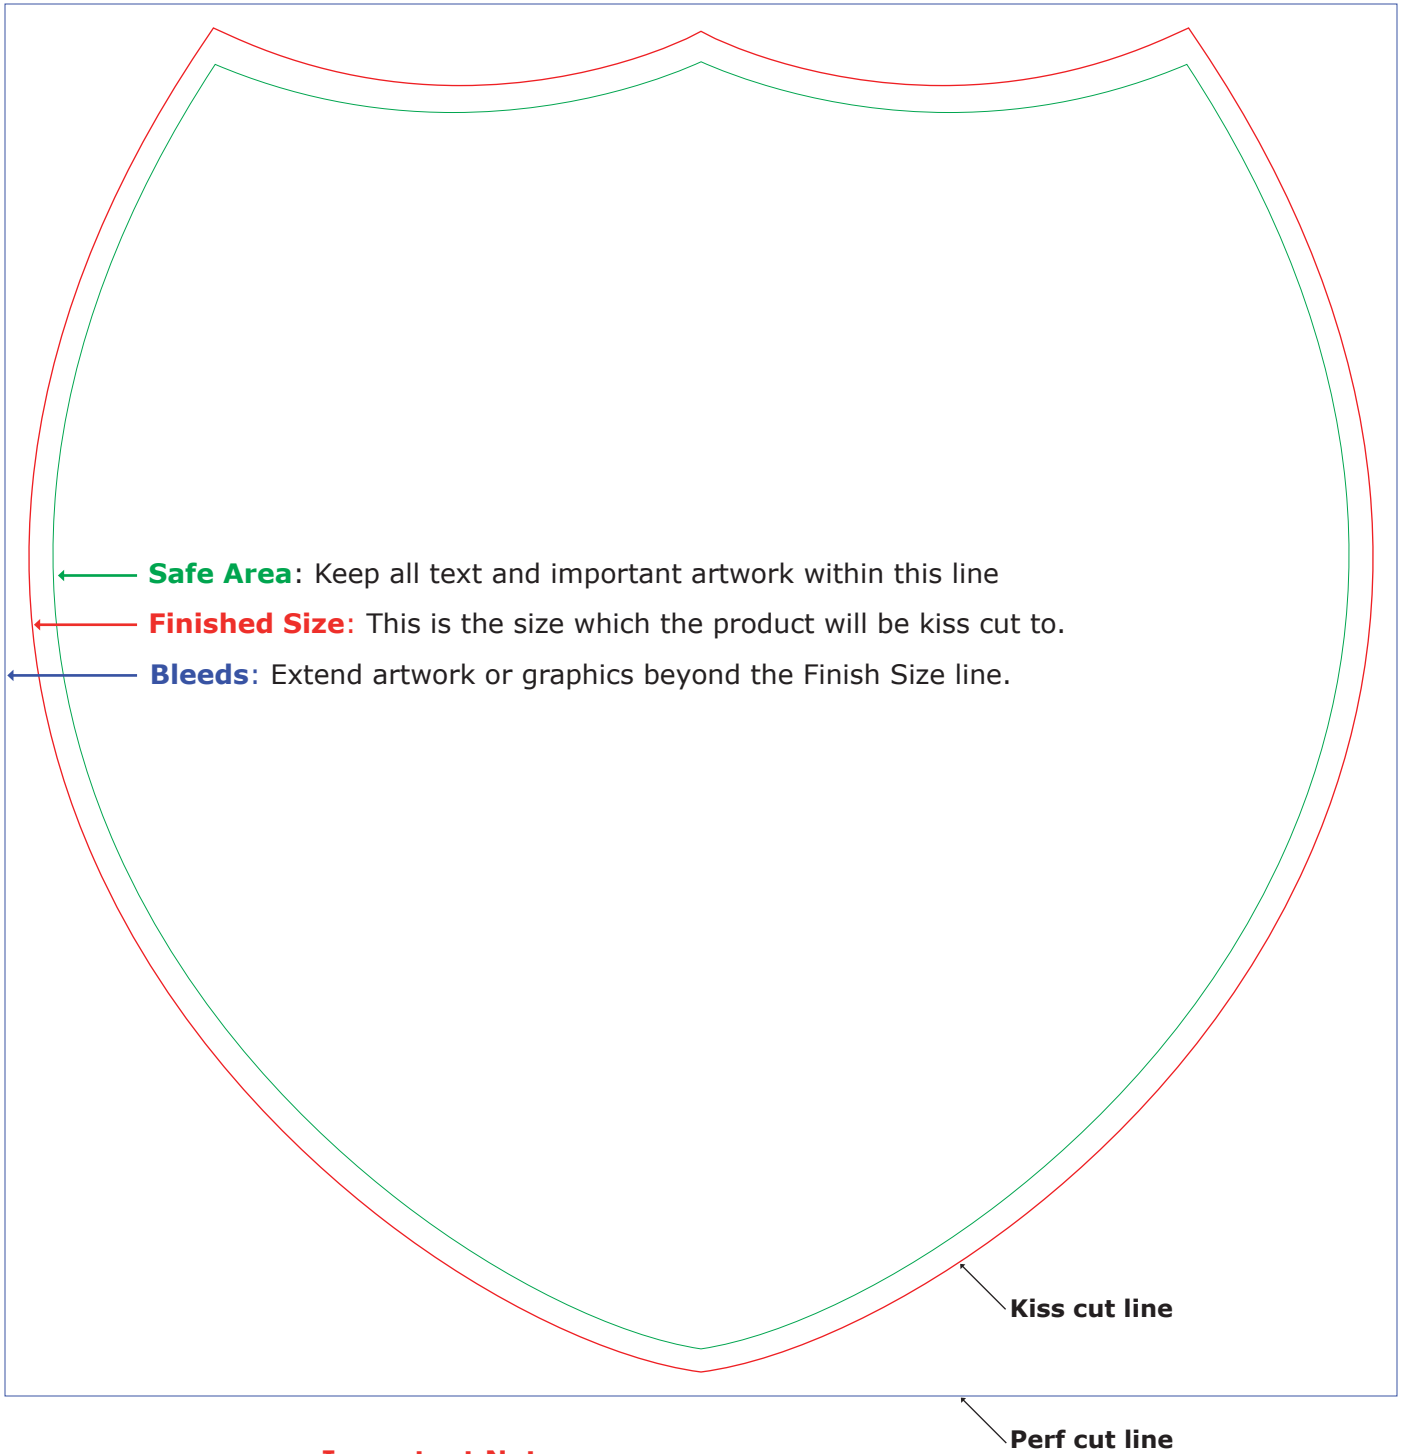 Safe Area: Keep all text and important artwork within this line
Finished Size: This is the size which the product will be kiss cut to.
Bleeds: Extend artwork or graphics beyond the Finish Size line.
Kiss cut line
Perf cut line